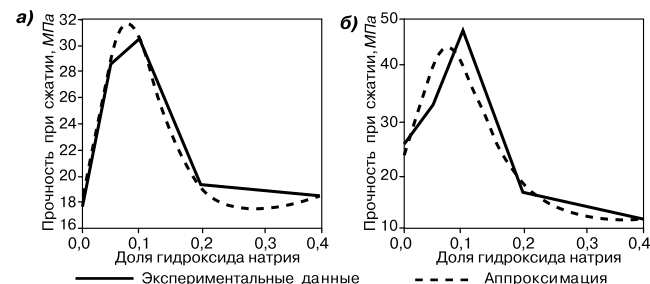 а)
Прочность при сжатии, МПа
32
30
28
26
24
22
20
18
16
0,0 0,1 0,2 0,3 0,4
Доля гидроксида натрия
б)
Прочность при сжатии, МПа
50
40
30
20
10
0,0 0,1 0,2 0,3 0,4
Доля гидроксида натрия
Экспериментальные данные Аппроксимация